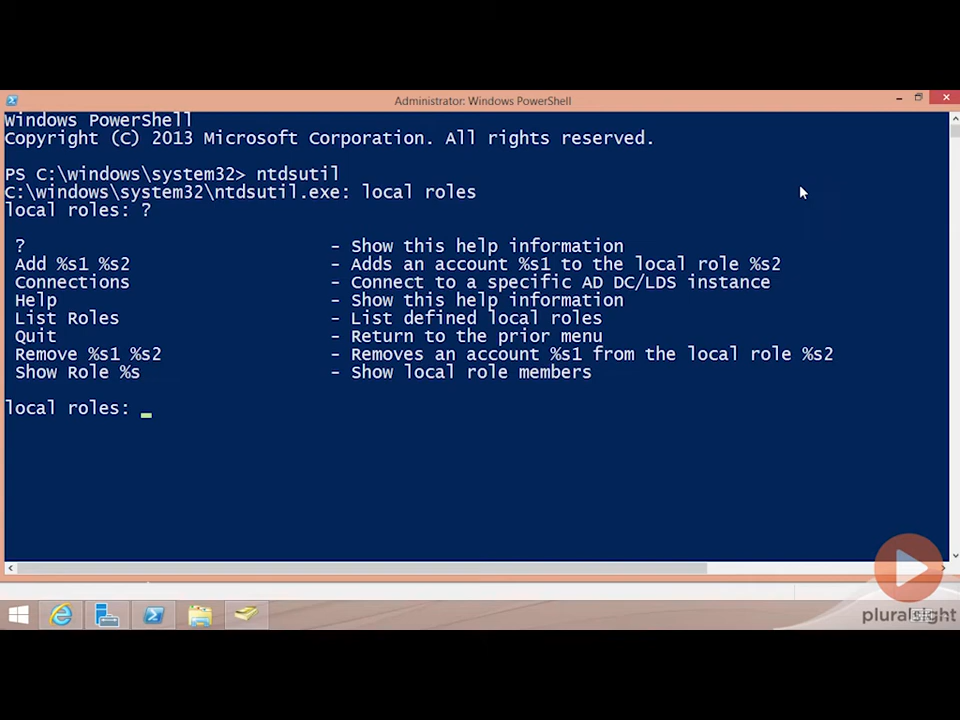 Administrator: Windows PowerShell
Windows PowerShell
Copyright (C) 2013 Microsoft Corporation. All rights reserved.
PS C:\windows\system32> ntdsutil
C:\windows\system32\ntdsutil.exe: local roles
local roles: ?
? - Show this help information
Add %s1 %s2 - Adds an account %s1 to the local role %s2
Connections - Connect to a specific AD DC/LDS instance
Help - Show this help information
List Roles - List defined local roles
Quit - Return to the prior menu
Remove %s1 %s2 - Removes an account %s1 from the local role %s2
Show Role %s - Show local role members
local roles: _
pluralsight